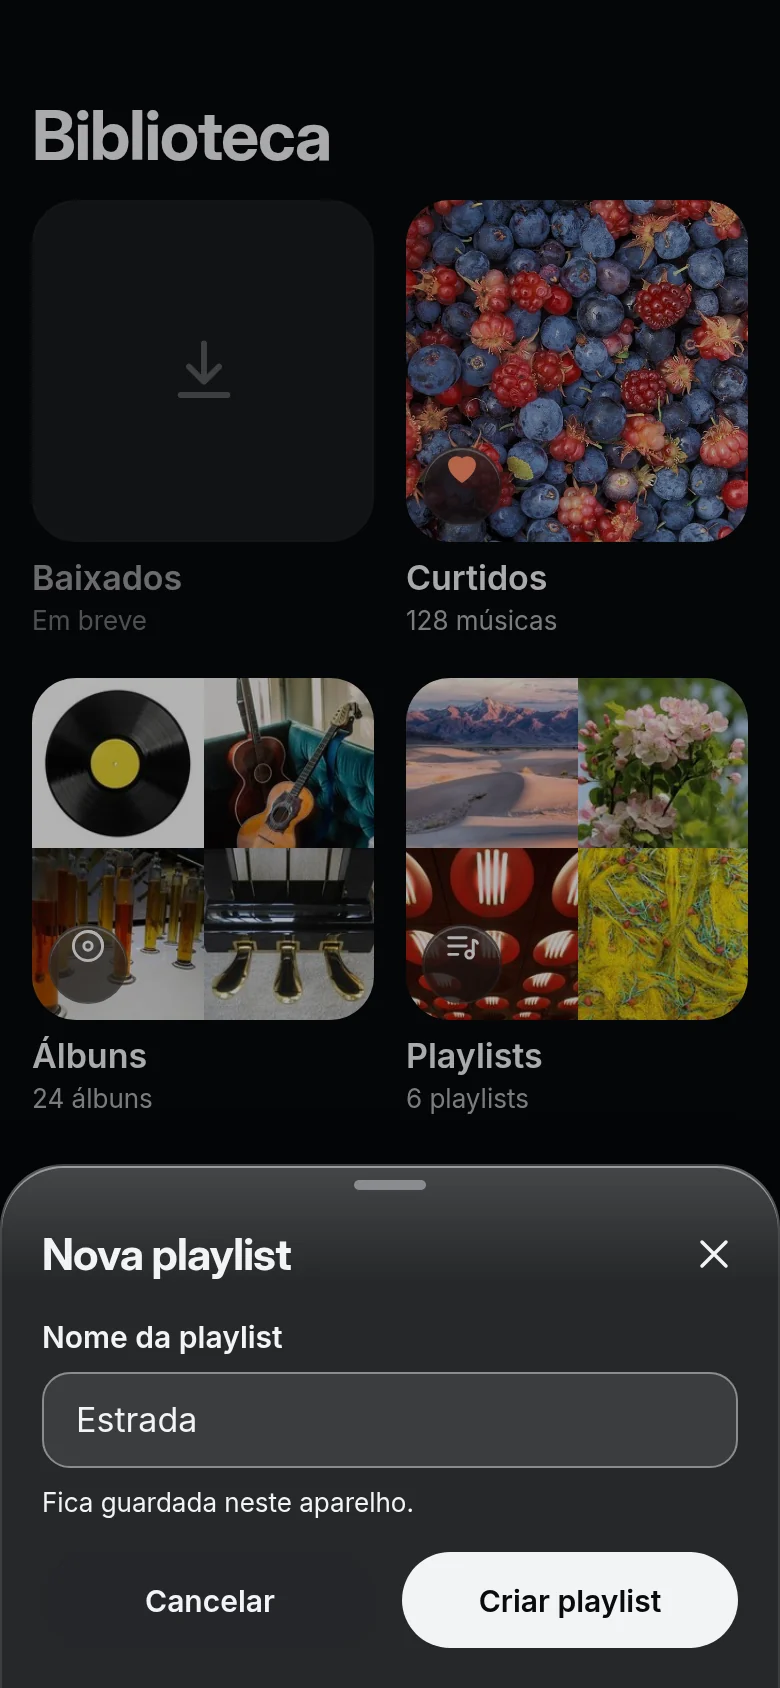 Biblioteca
Baixados
Em breve
Curtidos
128 músicas
Álbuns
24 álbuns
Playlists
6 playlists
Nova playlist
Nome da playlist
Estrada
Fica guardada neste aparelho.
Cancelar
Criar playlist